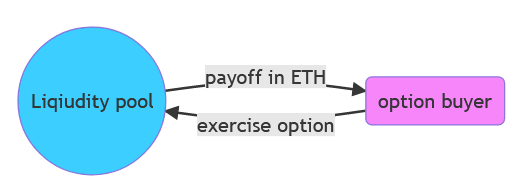 Liqiudity pool
payoff in ETH
option buyer
exercise option